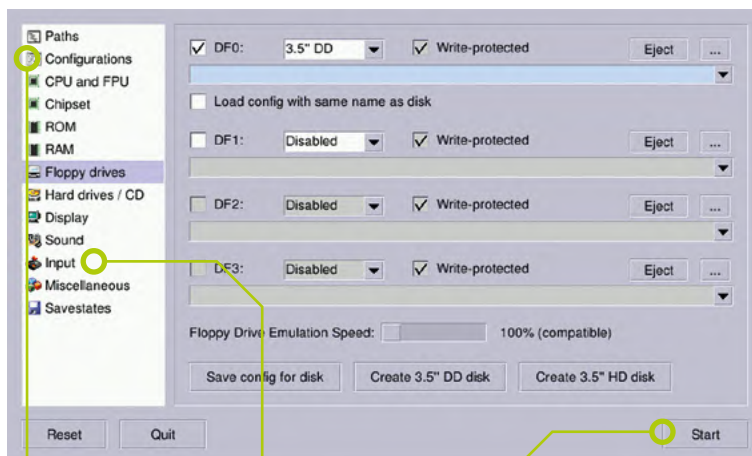 Paths
Configurations
CPU and FPU
Chipset
ROM
RAM
Floppy drives
Hard drives / CD
Display
Sound
Input
Miscellaneous
Savestates
DF0: 3.5" DD Write-protected Eject ...
Load config with same name as disk
DF1: Disabled Write-protected Eject ...
DF2: Disabled Write-protected Eject ...
DF3: Disabled Write-protected Eject ...
Floppy Drive Emulation Speed: 100% (compatible)
Save config for disk Create 3.5" DD disk Create 3.5" HD disk
Reset Quit Start